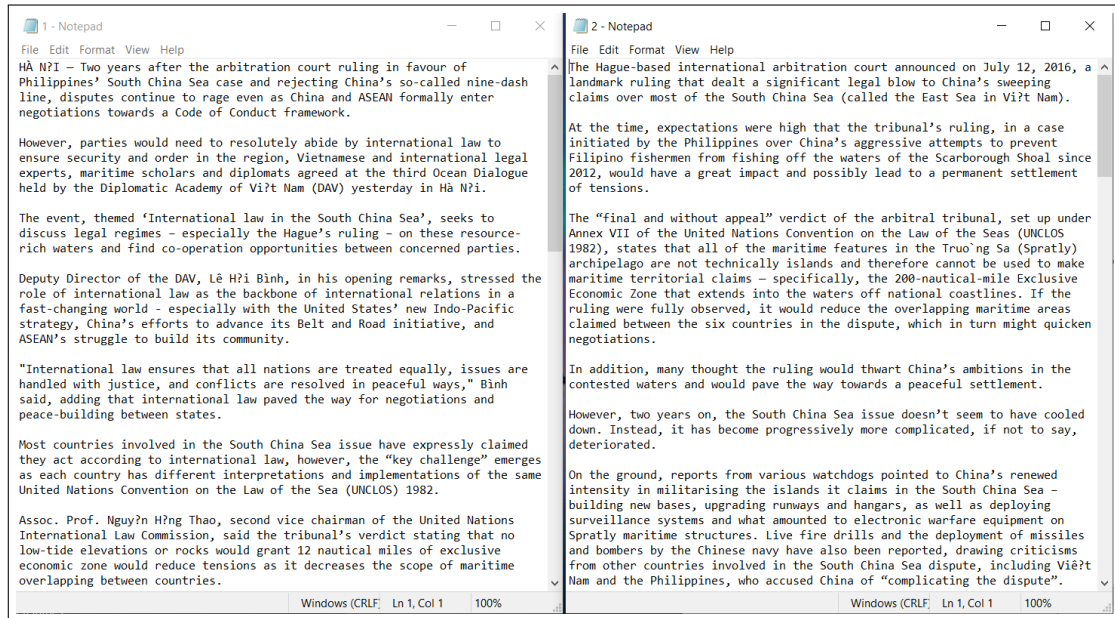 1 - Notepad
File Edit Format View Help
HÀ N?I — Two years after the arbitration court ruling in favour of
Philippines’ South China Sea case and rejecting China’s so-called nine-dash
line, disputes continue to rage even as China and ASEAN formally enter
negotiations towards a Code of Conduct framework.
However, parties would need to resolutely abide by international law to
ensure security and order in the region, Vietnamese and international legal
experts, maritime scholars and diplomats agreed at the third Ocean Dialogue
held by the Diplomatic Academy of Vi?t Nam (DAV) yesterday in Hà N?i.
The event, themed ‘International law in the South China Sea’, seeks to
discuss legal regimes – especially the Hague’s ruling – on these resource-
rich waters and find co-operation opportunities between concerned parties.
Deputy Director of the DAV, Lê H?i Bình, in his opening remarks, stressed the
role of international law as the backbone of international relations in a
fast-changing world - especially with the United States’ new Indo-Pacific
strategy, China’s efforts to advance its Belt and Road initiative, and
ASEAN’s struggle to build its community.
"International law ensures that all nations are treated equally, issues are
handled with justice, and conflicts are resolved in peaceful ways," Bình
said, adding that international law paved the way for negotiations and
peace-building between states.
Most countries involved in the South China Sea issue have expressly claimed
they act according to international law, however, the “key challenge” emerges
as each country has different interpretations and implementations of the same
United Nations Convention on the Law of the Sea (UNCLOS) 1982.
Assoc. Prof. Nguy?n H?ng Thao, second vice chairman of the United Nations
International Law Commission, said the tribunal’s verdict stating that no
low-tide elevations or rocks would grant 12 nautical miles of exclusive
economic zone would reduce tensions as it decreases the scope of maritime
overlapping between countries.
Windows (CRLF) Ln 1, Col 1 100%
2 - Notepad
File Edit Format View Help
The Hague-based international arbitration court announced on July 12, 2016, a
landmark ruling that dealt a significant legal blow to China’s sweeping
claims over most of the South China Sea (called the East Sea in Vi?t Nam).
At the time, expectations were high that the tribunal’s ruling, in a case
initiated by the Philippines over China’s aggressive attempts to prevent
Filipino fishermen from fishing off the waters of the Scarborough Shoal since
2012, would have a great impact and possibly lead to a permanent settlement
of tensions.
The “final and without appeal” verdict of the arbitral tribunal, set up under
Annex VII of the United Nations Convention on the Law of the Seas (UNCLOS
1982), states that all of the maritime features in the Truo`ng Sa (Spratly)
archipelago are not technically islands and therefore cannot be used to make
maritime territorial claims — specifically, the 200-nautical-mile Exclusive
Economic Zone that extends into the waters off national coastlines. If the
ruling were fully observed, it would reduce the overlapping maritime areas
claimed between the six countries in the dispute, which in turn might quicken
negotiations.
In addition, many thought the ruling would thwart China’s ambitions in the
contested waters and would pave the way towards a peaceful settlement.
However, two years on, the South China Sea issue doesn’t seem to have cooled
down. Instead, it has become progressively more complicated, if not to say,
deteriorated.
On the ground, reports from various watchdogs pointed to China’s renewed
intensity in militarising the islands it claims in the South China Sea –
building new bases, upgrading runways and hangars, as well as deploying
surveillance systems and what amounted to electronic warfare equipment on
Spratly maritime structures. Live fire drills and the deployment of missiles
and bombers by the Chinese navy have also been reported, drawing criticisms
from other countries involved in the South China Sea dispute, including Viê?t
Nam and the Philippines, who accused China of “complicating the dispute”.
Windows (CRLF) Ln 1, Col 1 100%